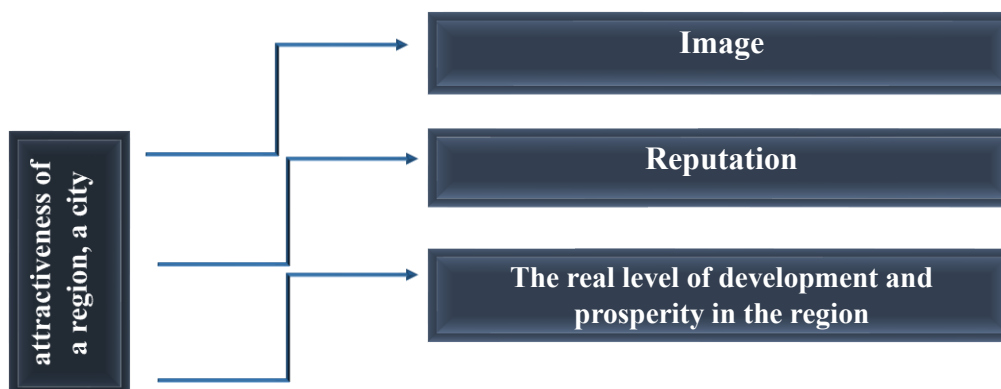 attractiveness of
a region, a city
Image
Reputation
The real level of development and
prosperity in the region